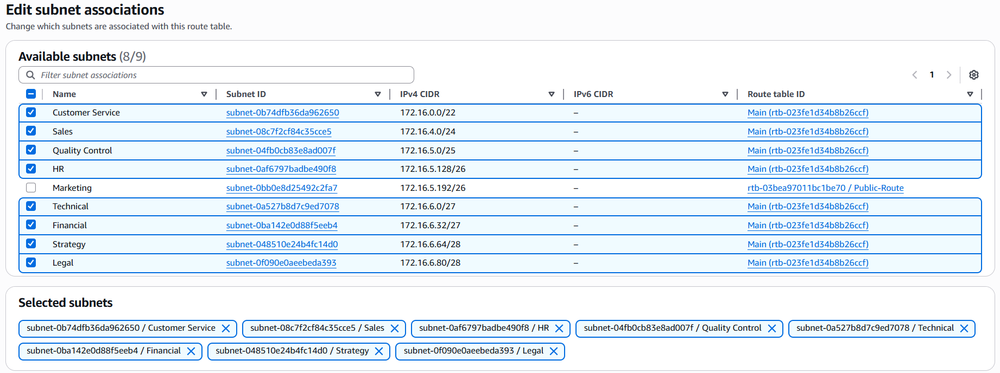 Edit subnet associations
Change which subnets are associated with this route table.
Available subnets (8/9)
Filter subnet associations
1
Name Subnet ID IPv4 CIDR IPv6 CIDR Route table ID
Customer Service subnet-0b74dfb36da962650 172.16.0.0/22 – Main (rtb-023fe1d34b8b26ccf)
Sales subnet-08c7f2cf84c35cce5 172.16.4.0/24 – Main (rtb-023fe1d34b8b26ccf)
Quality Control subnet-04fb0cb83e8ad007f 172.16.5.0/25 – Main (rtb-023fe1d34b8b26ccf)
HR subnet-0af6797badbe490f8 172.16.5.128/26 – Main (rtb-023fe1d34b8b26ccf)
Marketing subnet-0bb0e8d25492c2fa7 172.16.5.192/26 – rtb-03bea97011bc1be70 / Public-Route
Technical subnet-0a527b8d7c9ed7078 172.16.6.0/27 – Main (rtb-023fe1d34b8b26ccf)
Financial subnet-0ba142e0d88f5eeb4 172.16.6.32/27 – Main (rtb-023fe1d34b8b26ccf)
Strategy subnet-048510e24b4fc14d0 172.16.6.64/28 – Main (rtb-023fe1d34b8b26ccf)
Legal subnet-0f090e0aeebeda393 172.16.6.80/28 – Main (rtb-023fe1d34b8b26ccf)
Selected subnets
subnet-0b74dfb36da962650 / Customer Service subnet-08c7f2cf84c35cce5 / Sales subnet-0af6797badbe490f8 / HR subnet-04fb0cb83e8ad007f / Quality Control subnet-0a527b8d7c9ed7078 / Technical
subnet-0ba142e0d88f5eeb4 / Financial subnet-048510e24b4fc14d0 / Strategy subnet-0f090e0aeebeda393 / Legal